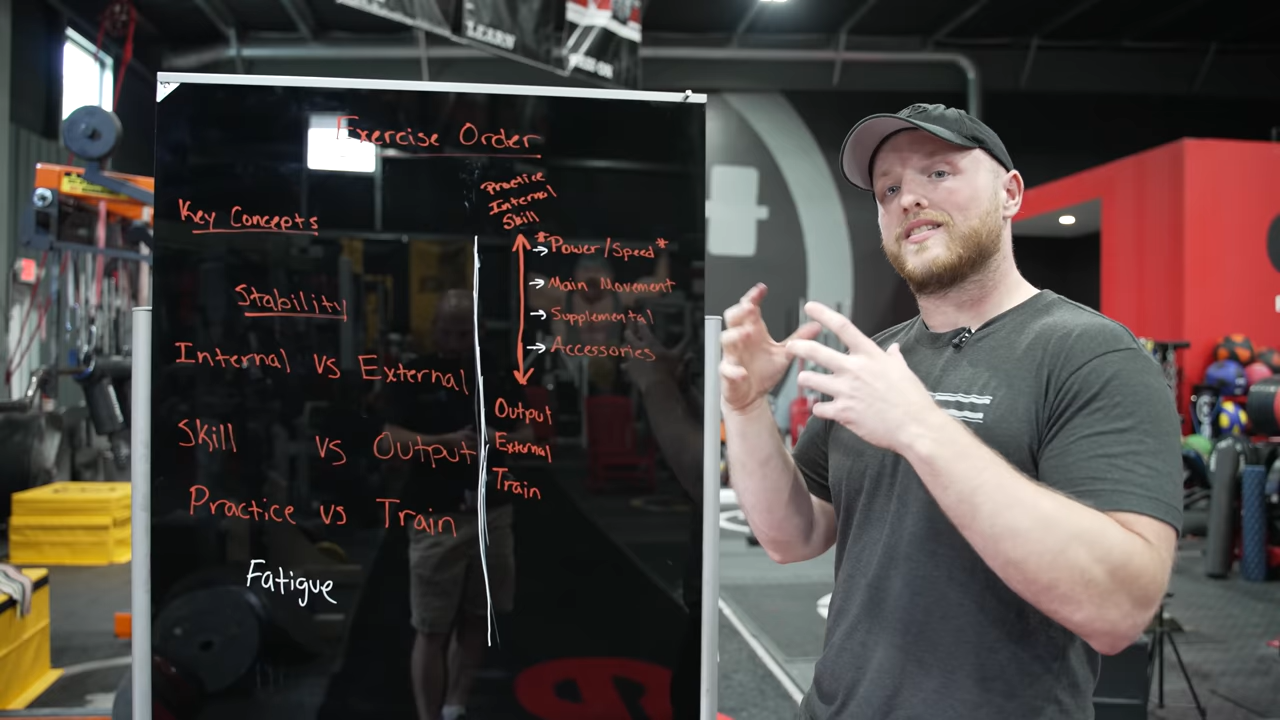 LEARN
Exercise Order
Key Concepts
Stability
Internal vs External
Skill vs Output
Practice vs Train
Fatigue
Practice
Internal
Skill
*Power/Speed*
Main Movement
Supplemental
Accessories
Output
External
Train